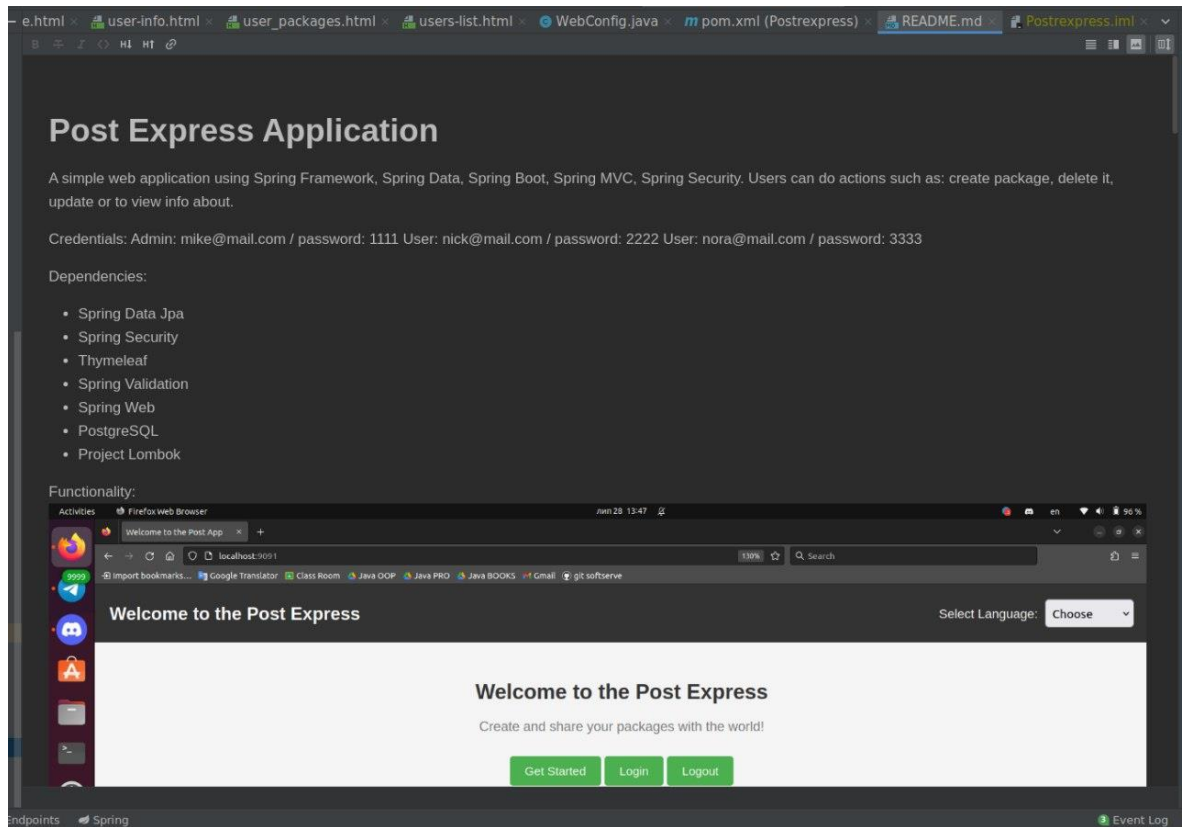 e.html user-info.html user_packages.html users-list.html WebConfig.java pom.xml (Postrexpress) README.md Postrexpress.iml
Post Express Application
A simple web application using Spring Framework, Spring Data, Spring Boot, Spring MVC, Spring Security. Users can do actions such as: create package, delete it,
update or to view info about.
Credentials: Admin: mike@mail.com / password: 1111 User: nick@mail.com / password: 2222 User: nora@mail.com / password: 3333
Dependencies:
Spring Data Jpa
Spring Security
Thymeleaf
Spring Validation
Spring Web
PostgreSQL
Project Lombok
Functionality:
Activities Firefox Web Browser лип 28 13:47 en 96 %
Welcome to the Post App
localhost:9091 130% Search
Import bookmarks... Google Translator Class Room Java OOP Java PRO Java BOOKS Gmail git softserve
9999
Welcome to the Post Express Select Language: Choose
Welcome to the Post Express
Create and share your packages with the world!
Get Started Login Logout
Endpoints Spring 3 Event Log